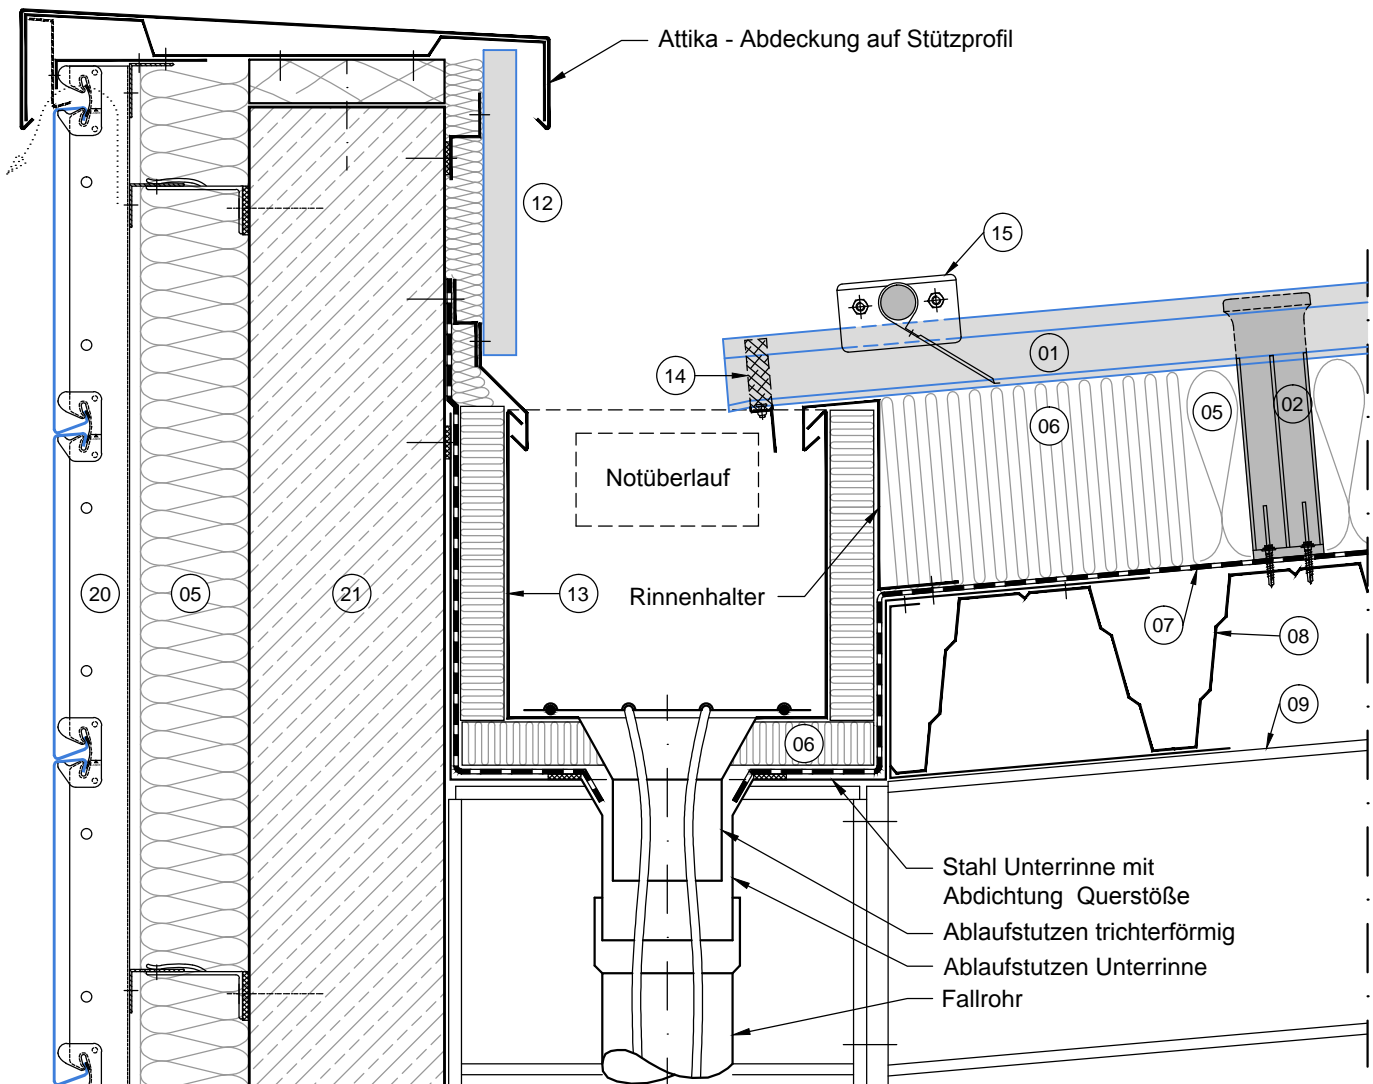 Attika - Abdeckung auf Stützprofil
12
15
01
14
05
02
06
Notüberlauf
20
05
21
13
Rinnenhalter
07
08
09
06
Stahl Unterrinne mit
Abdichtung Querstöße
Ablaufstutzen trichterförmig
Ablaufstutzen Unterrinne
Fallrohr